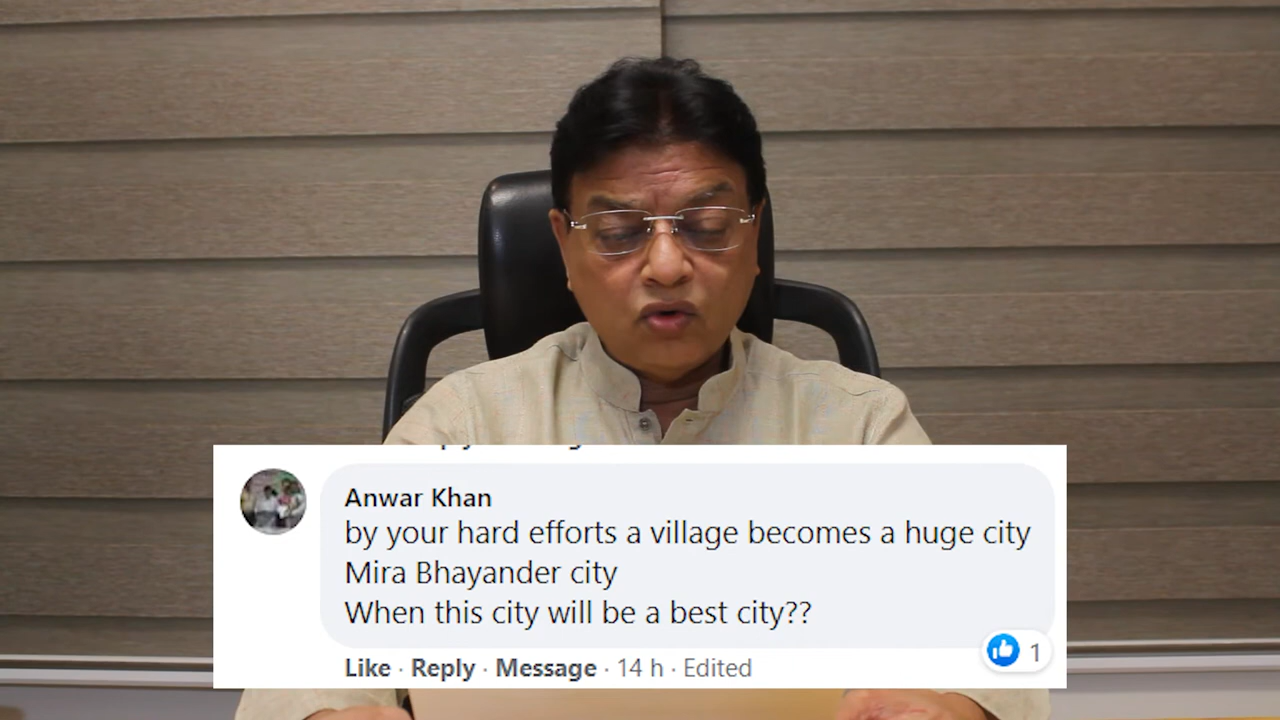 Anwar Khan
by your hard efforts a village becomes a huge city
Mira Bhayander city
When this city will be a best city??
1
Like · Reply · Message · 14 h · Edited